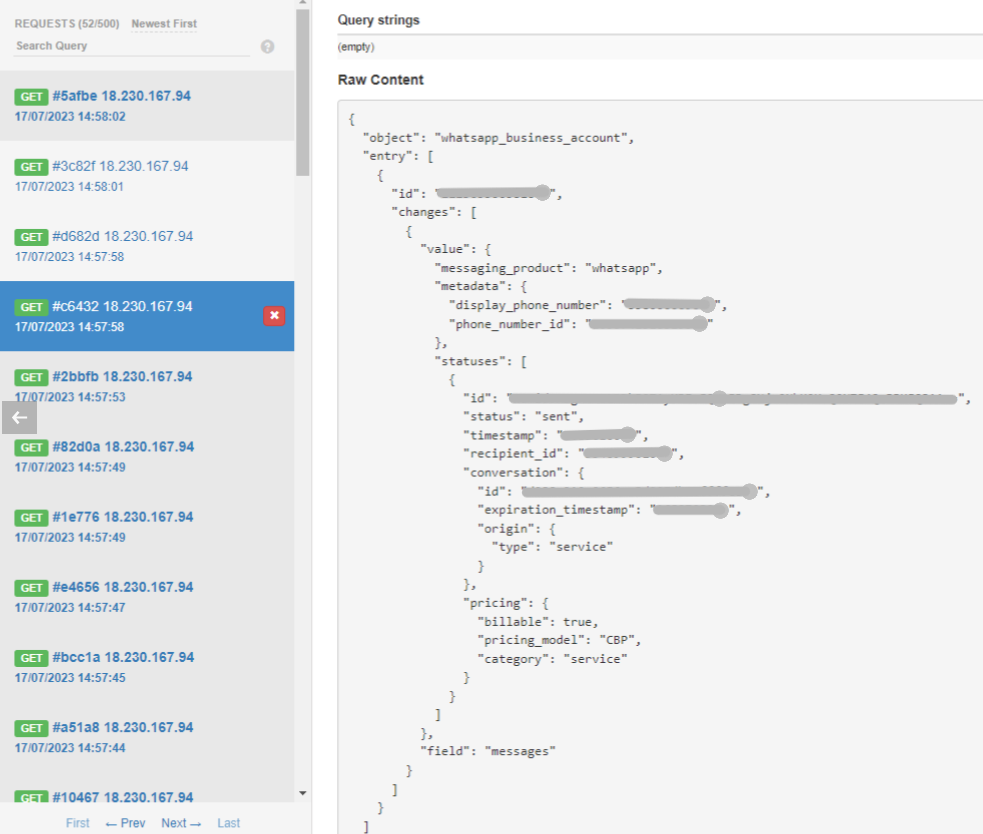 REQUESTS (52/500) Newest First
Search Query
?
GET #5afbe 18.230.167.94
17/07/2023 14:58:02
GET #3c82f 18.230.167.94
17/07/2023 14:58:01
GET #d682d 18.230.167.94
17/07/2023 14:57:58
GET #c6432 18.230.167.94
17/07/2023 14:57:58
GET #2bbfb 18.230.167.94
17/07/2023 14:57:53
GET #82d0a 18.230.167.94
17/07/2023 14:57:49
GET #1e776 18.230.167.94
17/07/2023 14:57:49
GET #e4656 18.230.167.94
17/07/2023 14:57:47
GET #bcc1a 18.230.167.94
17/07/2023 14:57:45
GET #a51a8 18.230.167.94
17/07/2023 14:57:44
GET #10467 18.230.167.94
First ← Prev Next → Last
Query strings
(empty)
Raw Content
{
"object": "whatsapp_business_account",
"entry": [
{
"id": "",
"changes": [
{
"value": {
"messaging_product": "whatsapp",
"metadata": {
"display_phone_number": "",
"phone_number_id": "
},
"statuses": [
{
"id": "",
"status": "sent",
"timestamp": "",
"recipient_id": "",
"conversation": {
"id": "",
"expiration_timestamp": "",
"origin": {
"type": "service"
}
},
"pricing": {
"billable": true,
"pricing_model": "CBP",
"category": "service"
}
}
]
},
"field": "messages"
}
]
}
]